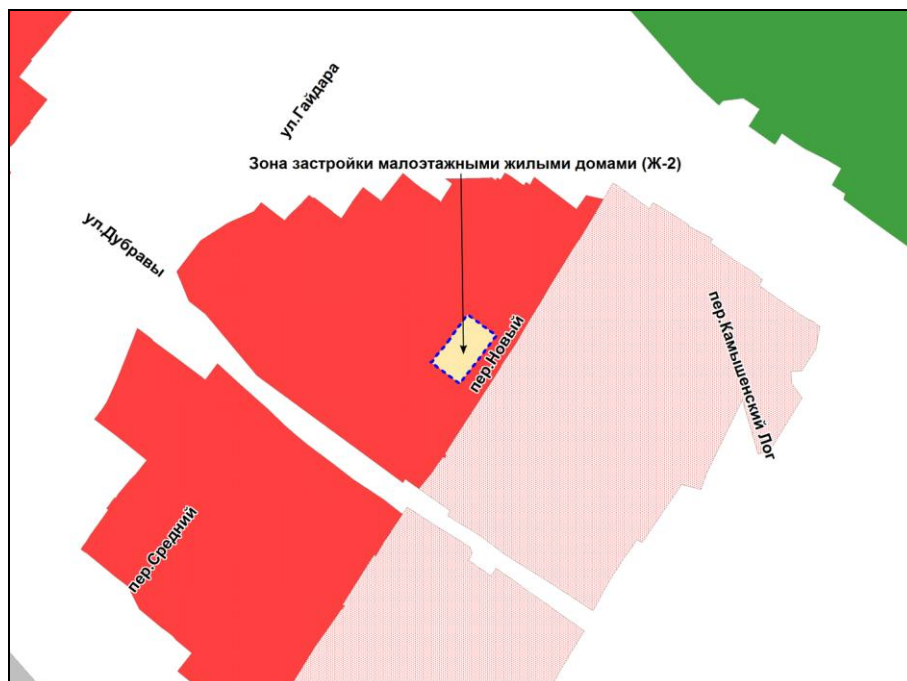 ул.Гайдара
Зона застройки малоэтажными жилыми домами (Ж-2)
ул.Дубравы
пер.Новый
пер.Камышенский Лог
пер.Средний